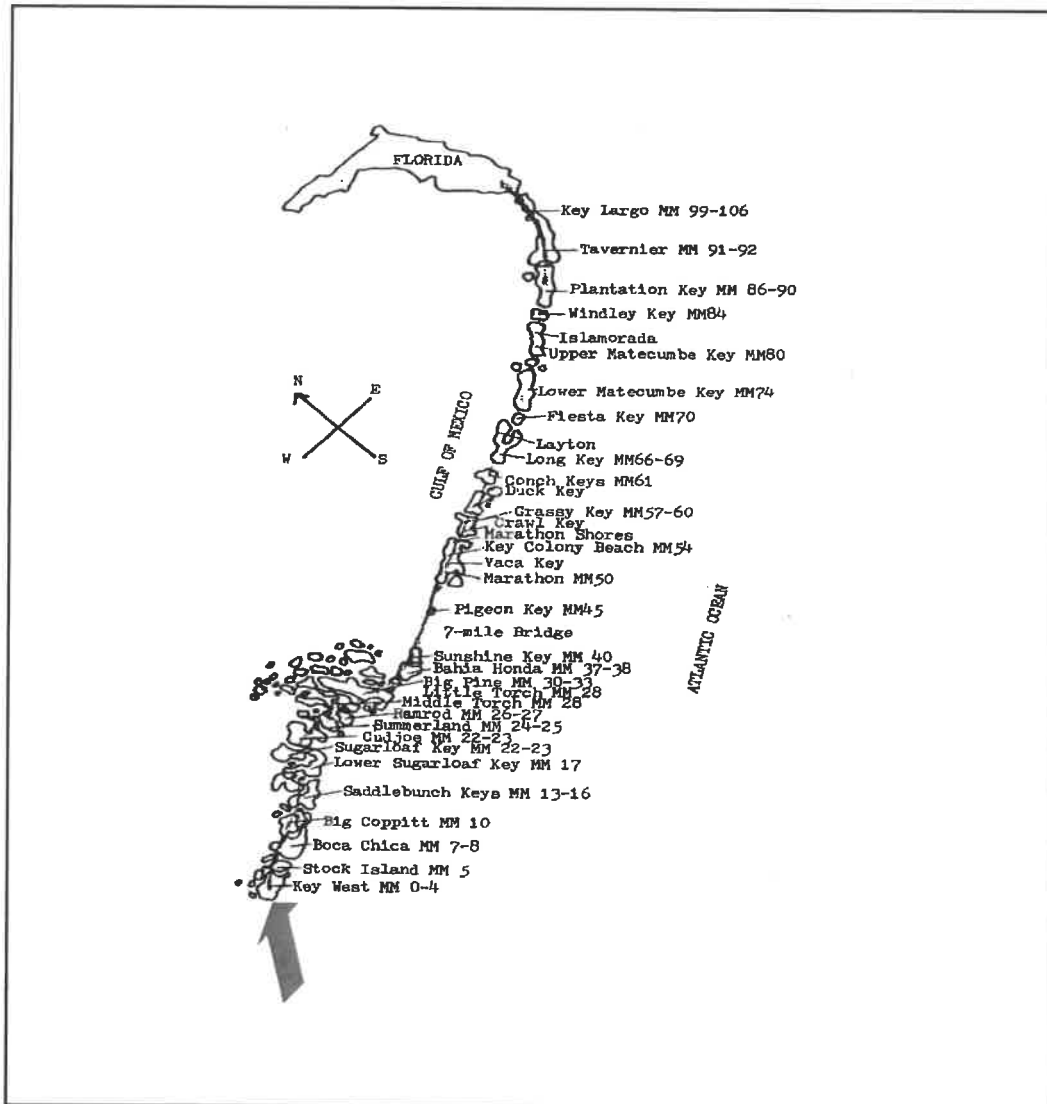 FLORIDA
Key Largo MM 99-106
Tavernier MM 91-92
Plantation Key MM 86-90
Windley Key MM84
Islamorada
Upper Matecumbe Key MM80
N
E
W
S
Lower Matecumbe Key MM74
GULF OF MEXICO
Fiesta Key MM70
Layton
Long Key MM66-69
Conch Keys MM61
Duck Key
Grassy Key MM57-60
Crawl Key
Marathon Shores
Key Colony Beach MM54
Vaca Key
Marathon MM50
ATLANTIC OCEAN
Pigeon Key MM45
7-mile Bridge
Sunshine Key MM 40
Bahia Honda MM 37-38
Big Pine MM 30-33
Little Torch MM 28
Middle Torch MM 28
Ramrod MM 26-27
Summerland MM 24-25
Cudjoe MM 22-23
Sugarloaf Key MM 22-23
Lower Sugarloaf Key MM 17
Saddlebunch Keys MM 13-16
Big Coppitt MM 10
Boca Chica MM 7-8
Stock Island MM 5
Key West MM 0-4